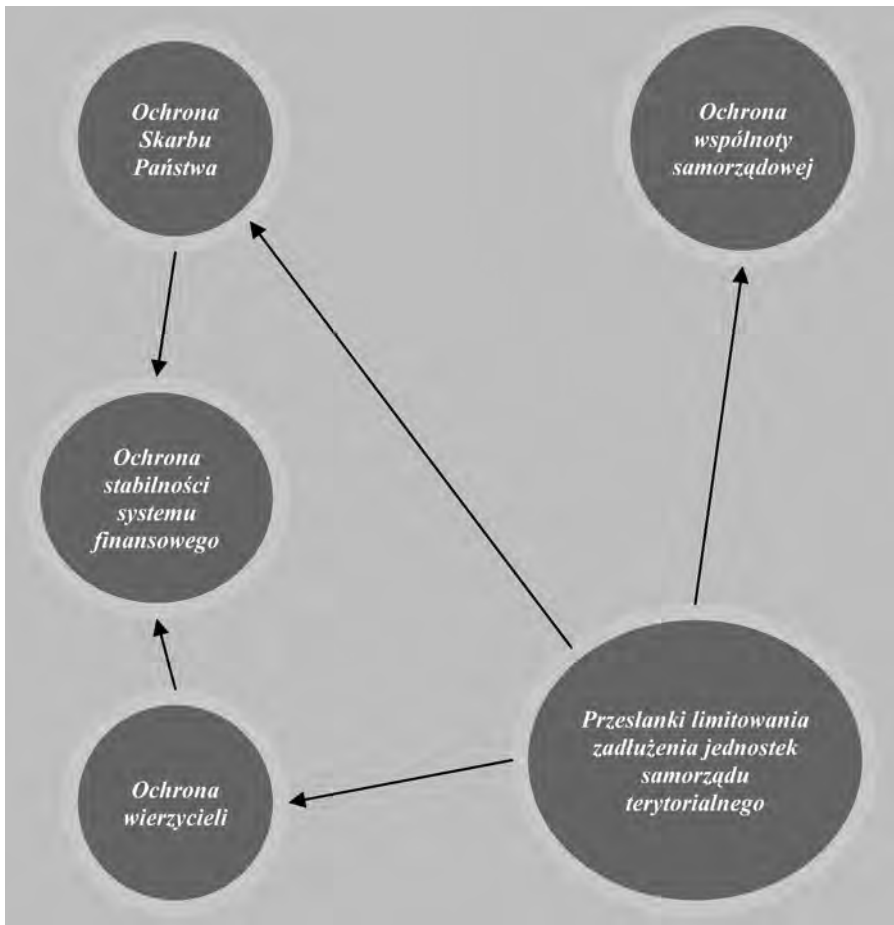 Ochrona
Skarbu
Państwa
Ochrona
wspólnoty
samorządowej
Ochrona
stabilności
systemu
finansowego
Ochrona
wierzycieli
Przesłanki limitowania
zadłużenia jednostek
samorządu
terytorialnego